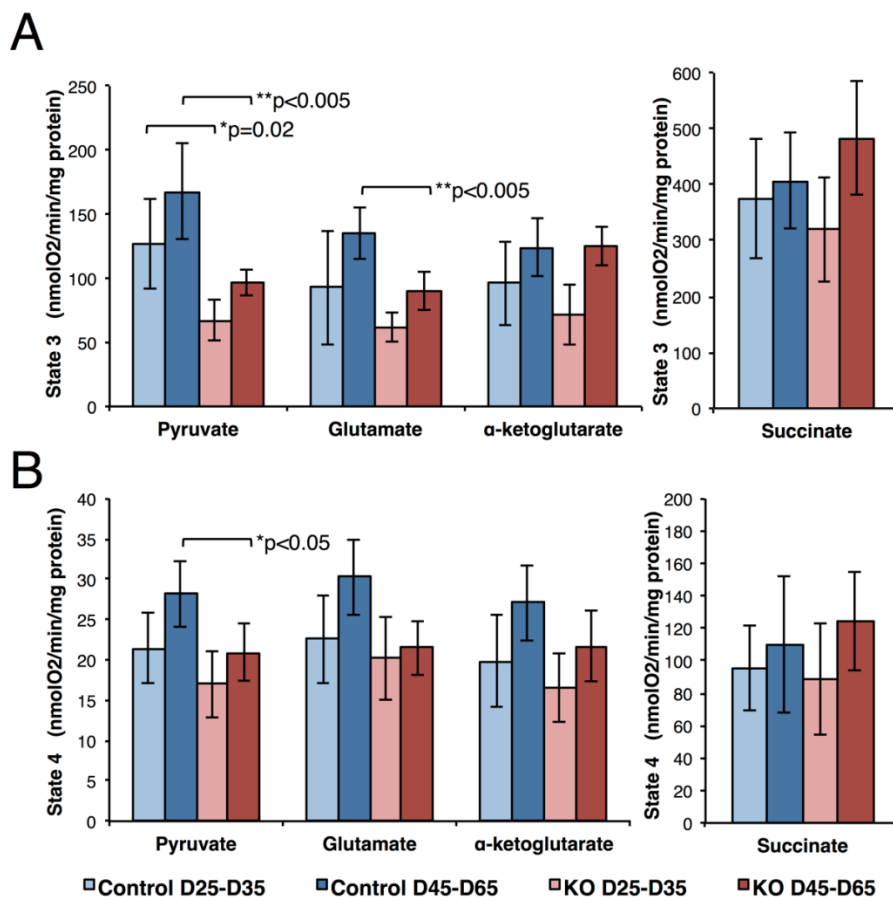 A
250
200
150
100
50
0
State 3 (nmolO2/min/mg protein)
**p<0.005
*p=0.02
**p<0.005
Pyruvate
Glutamate
α-ketoglutarate
600
500
400
300
200
100
0
State 3 (nmolO2/min/mg protein)
Succinate
B
40
35
30
25
20
15
10
5
0
State 4 (nmolO2/min/mg protein)
*p<0.05
Pyruvate
Glutamate
α-ketoglutarate
200
180
160
140
120
100
80
60
40
20
0
State 4 (nmolO2/min/mg protein)
Succinate
Control D25-D35 Control D45-D65 KO D25-D35 KO D45-D65